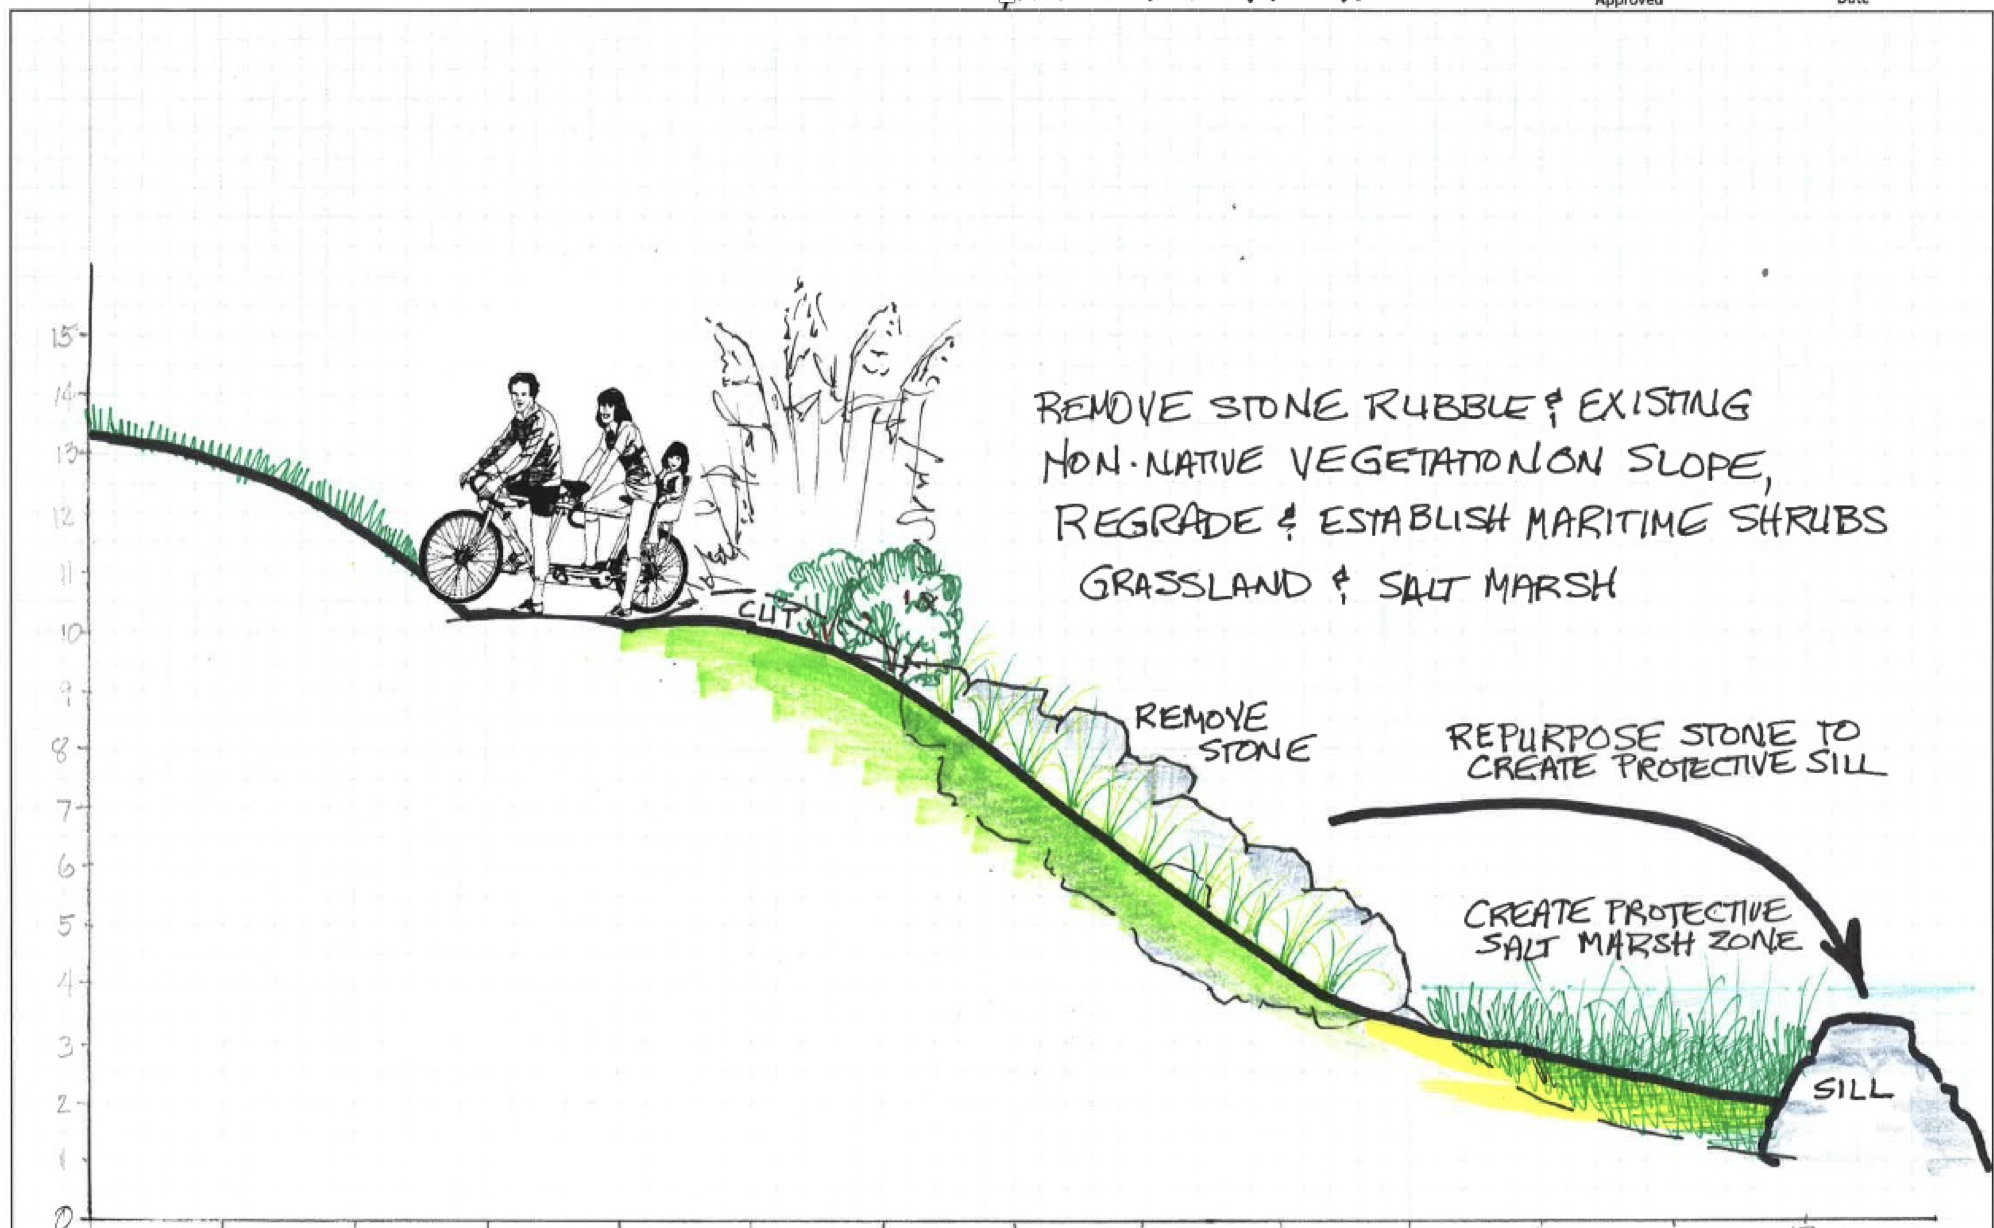 Approved
Date
REMOVE STONE RUBBLE & EXISTING
NON-NATIVE VEGETATION ON SLOPE,
REGRADE & ESTABLISH MARITIME SHRUBS
GRASSLAND & SALT MARSH
CUT
REMOVE
STONE
REPURPOSE STONE TO
CREATE PROTECTIVE SILL
CREATE PROTECTIVE
SALT MARSH ZONE
SILL
15
14
13
12
11
10
9
8
7
6
5
4
3
2
1
0